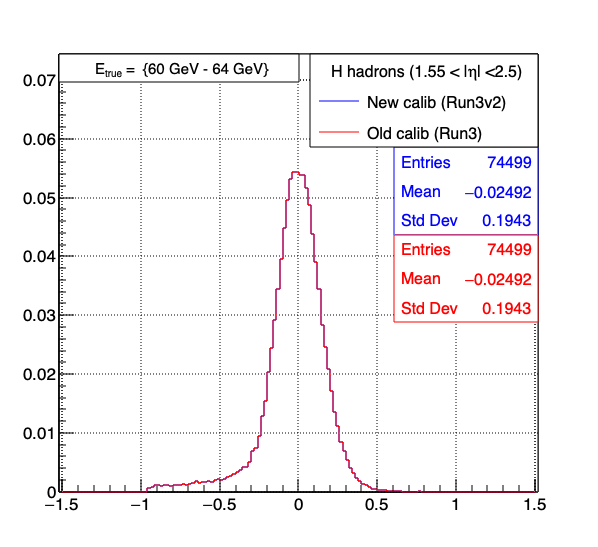 E_true = {60 GeV - 64 GeV}
H hadrons (1.55 < |η| <2.5)
New calib (Run3v2)
Old calib (Run3)
Entries 74499
Mean −0.02492
Std Dev 0.1943
Entries 74499
Mean −0.02492
Std Dev 0.1943
0.07
0.06
0.05
0.04
0.03
0.02
0.01
0
−1.5 −1 −0.5 0 0.5 1 1.5